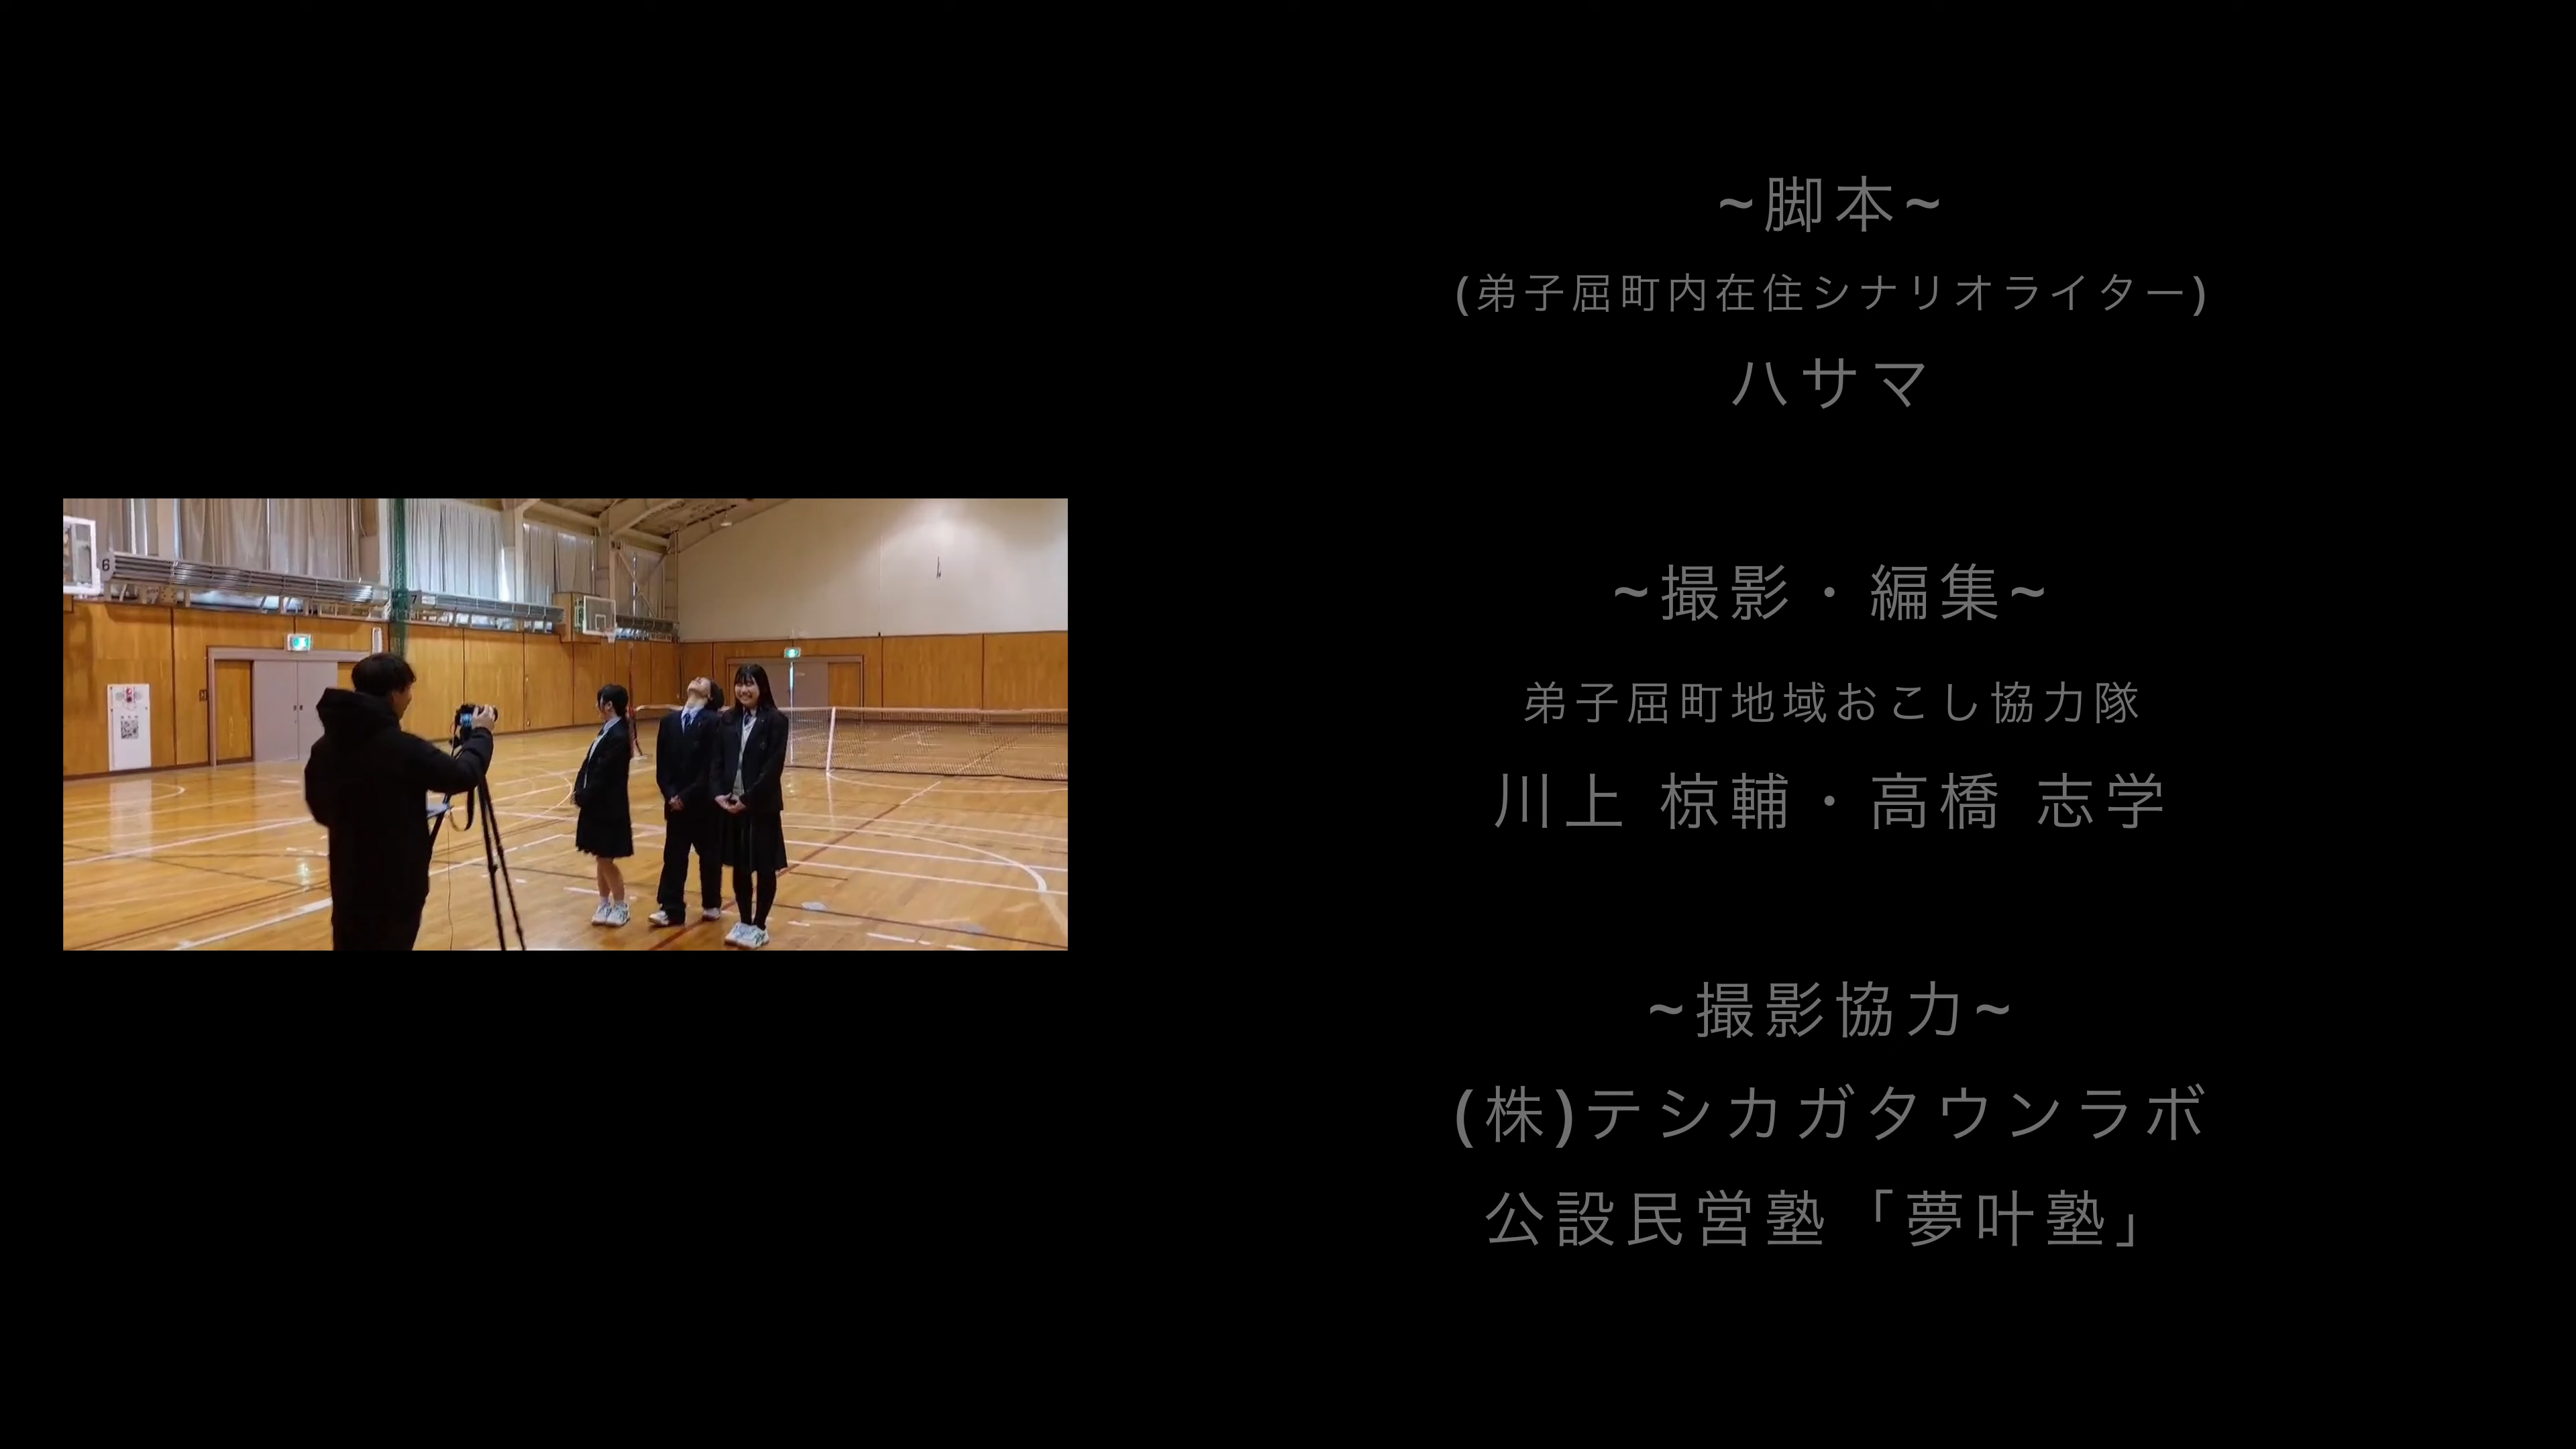 ~脚本~
(弟子屈町内在住シナリオライター)
ハサマ
~撮影・編集~
弟子屈町地域おこし協力隊
川上 椋輔・高橋 志学
~撮影協力~
(株)テシカガタウンラボ
公設民営塾「夢叶塾」
6
7